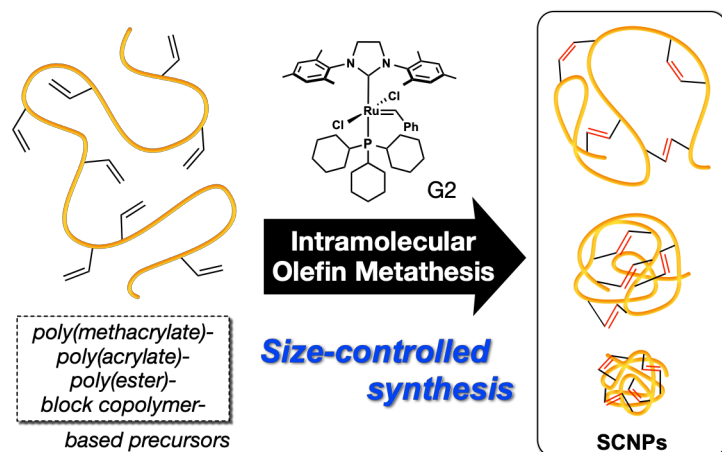 N
N
Cl
Ru
Cl
Ph
P
G2
Intramolecular
Olefin Metathesis
Size-controlled
synthesis
poly(methacrylate)-
poly(acrylate)-
poly(ester)-
block copolymer-
based precursors
SCNPs